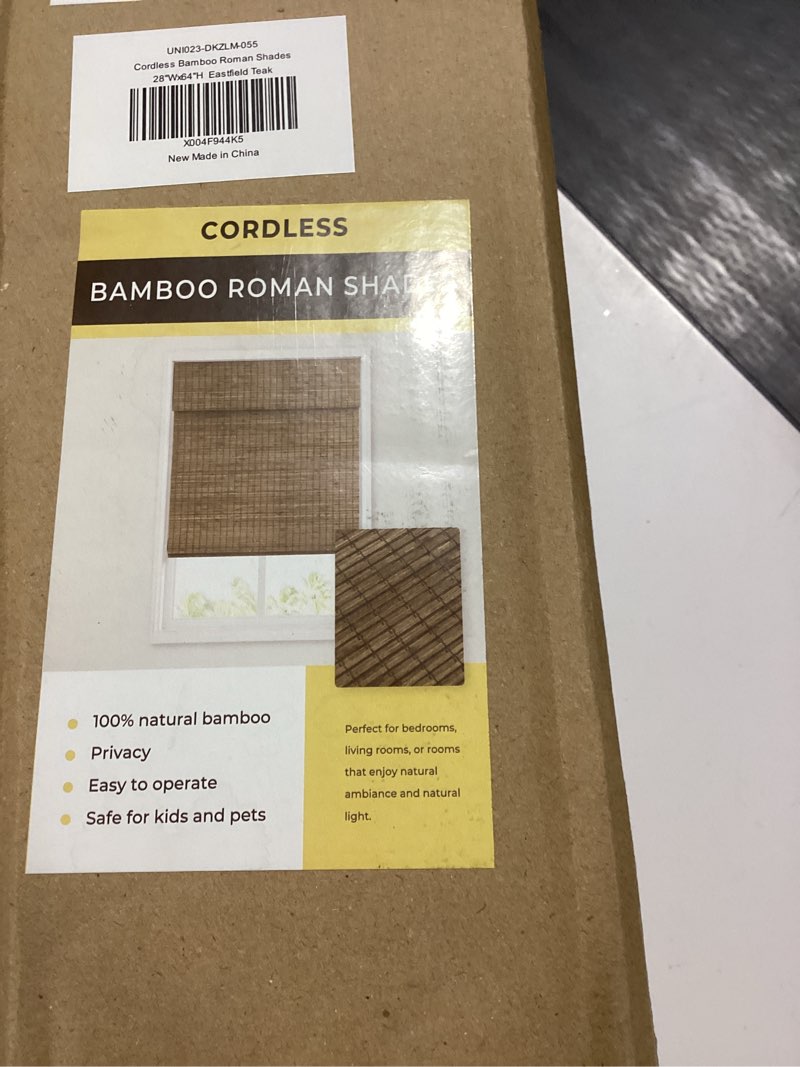 UNI023-DKZLM-055
Cordless Bamboo Roman Shades
28"Wx64"H Eastfield Teak
X004F944K5
New Made in China
CORDLESS
BAMBOO ROMAN SHADES
100% natural bamboo
Privacy
Easy to operate
Safe for kids and pets
Perfect for bedrooms,
living rooms, or rooms
that enjoy natural
ambiance and natural
light.